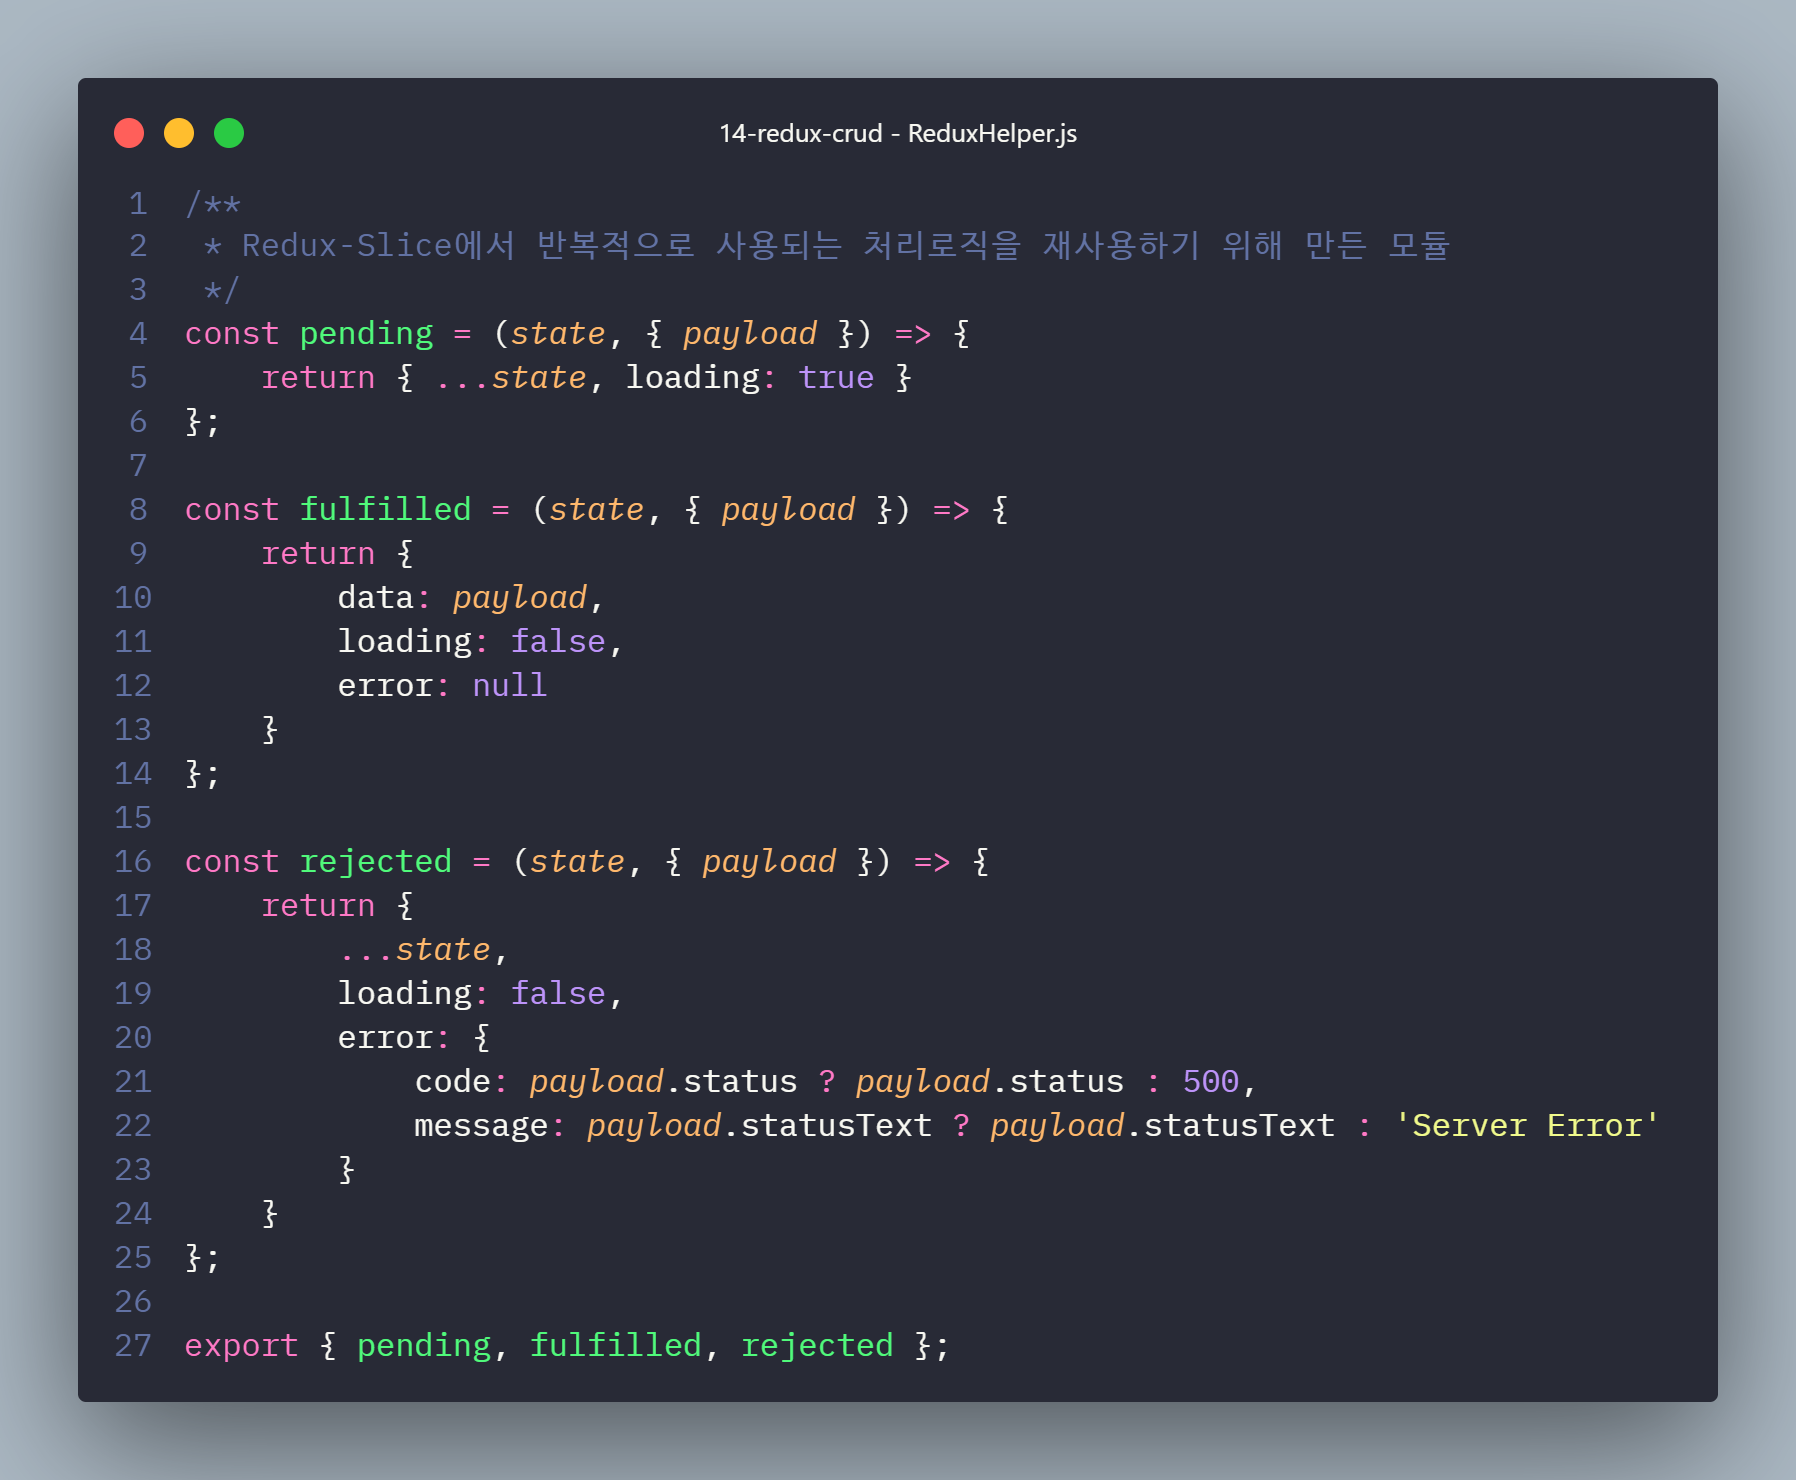 14-redux-crud - ReduxHelper.js
1 /**
2  * Redux-Slice에서 반복적으로 사용되는 처리로직을 재사용하기 위해 만든 모듈
3  */
4 const pending = (state, { payload }) => {
5     return { ...state, loading: true }
6 };
7
8 const fulfilled = (state, { payload }) => {
9     return {
10         data: payload,
11         loading: false,
12         error: null
13     }
14 };
15
16 const rejected = (state, { payload }) => {
17     return {
18         ...state,
19         loading: false,
20         error: {
21             code: payload.status ? payload.status : 500,
22             message: payload.statusText ? payload.statusText : 'Server Error'
23         }
24     }
25 };
26
27 export { pending, fulfilled, rejected };